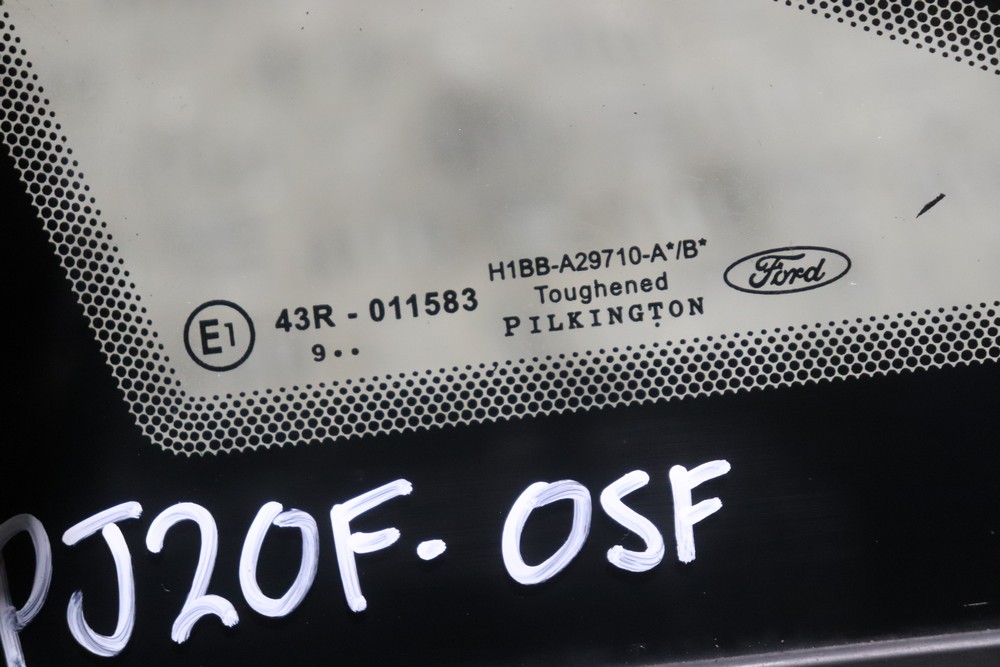 H1BB-A29710-A*/B*
E1 43R - 011583 Toughened Ford
9•• PILKINGTON
PJ20F. OSF